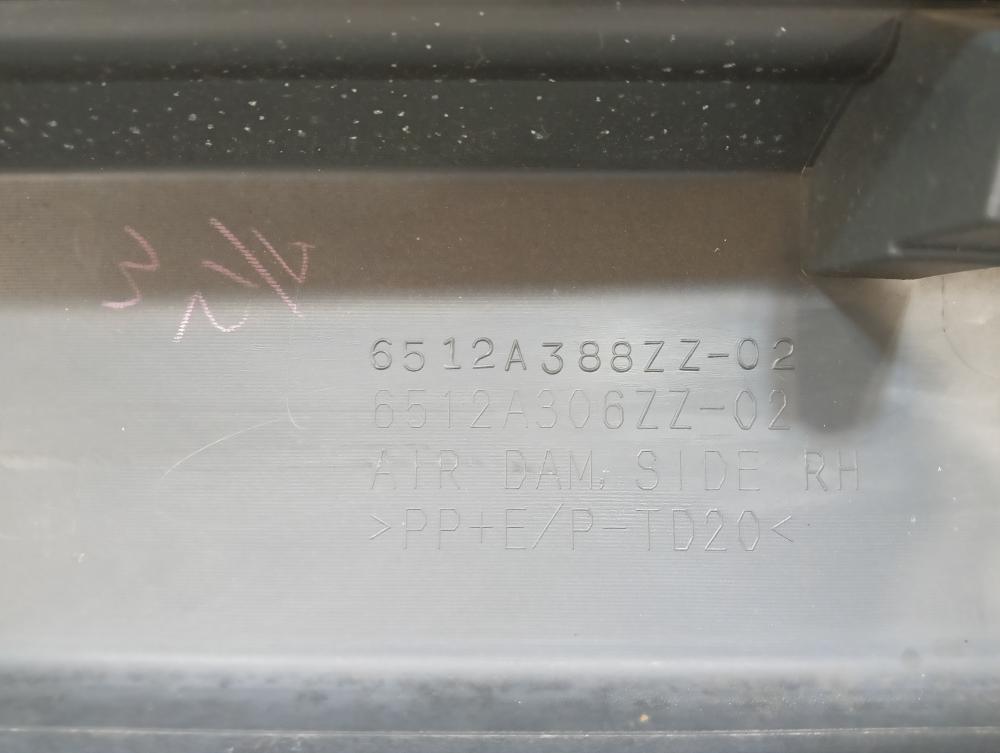 6512A388ZZ-02
6512A306ZZ-02
AIR DAM, SIDE RH
>PP+E/P-TD20<